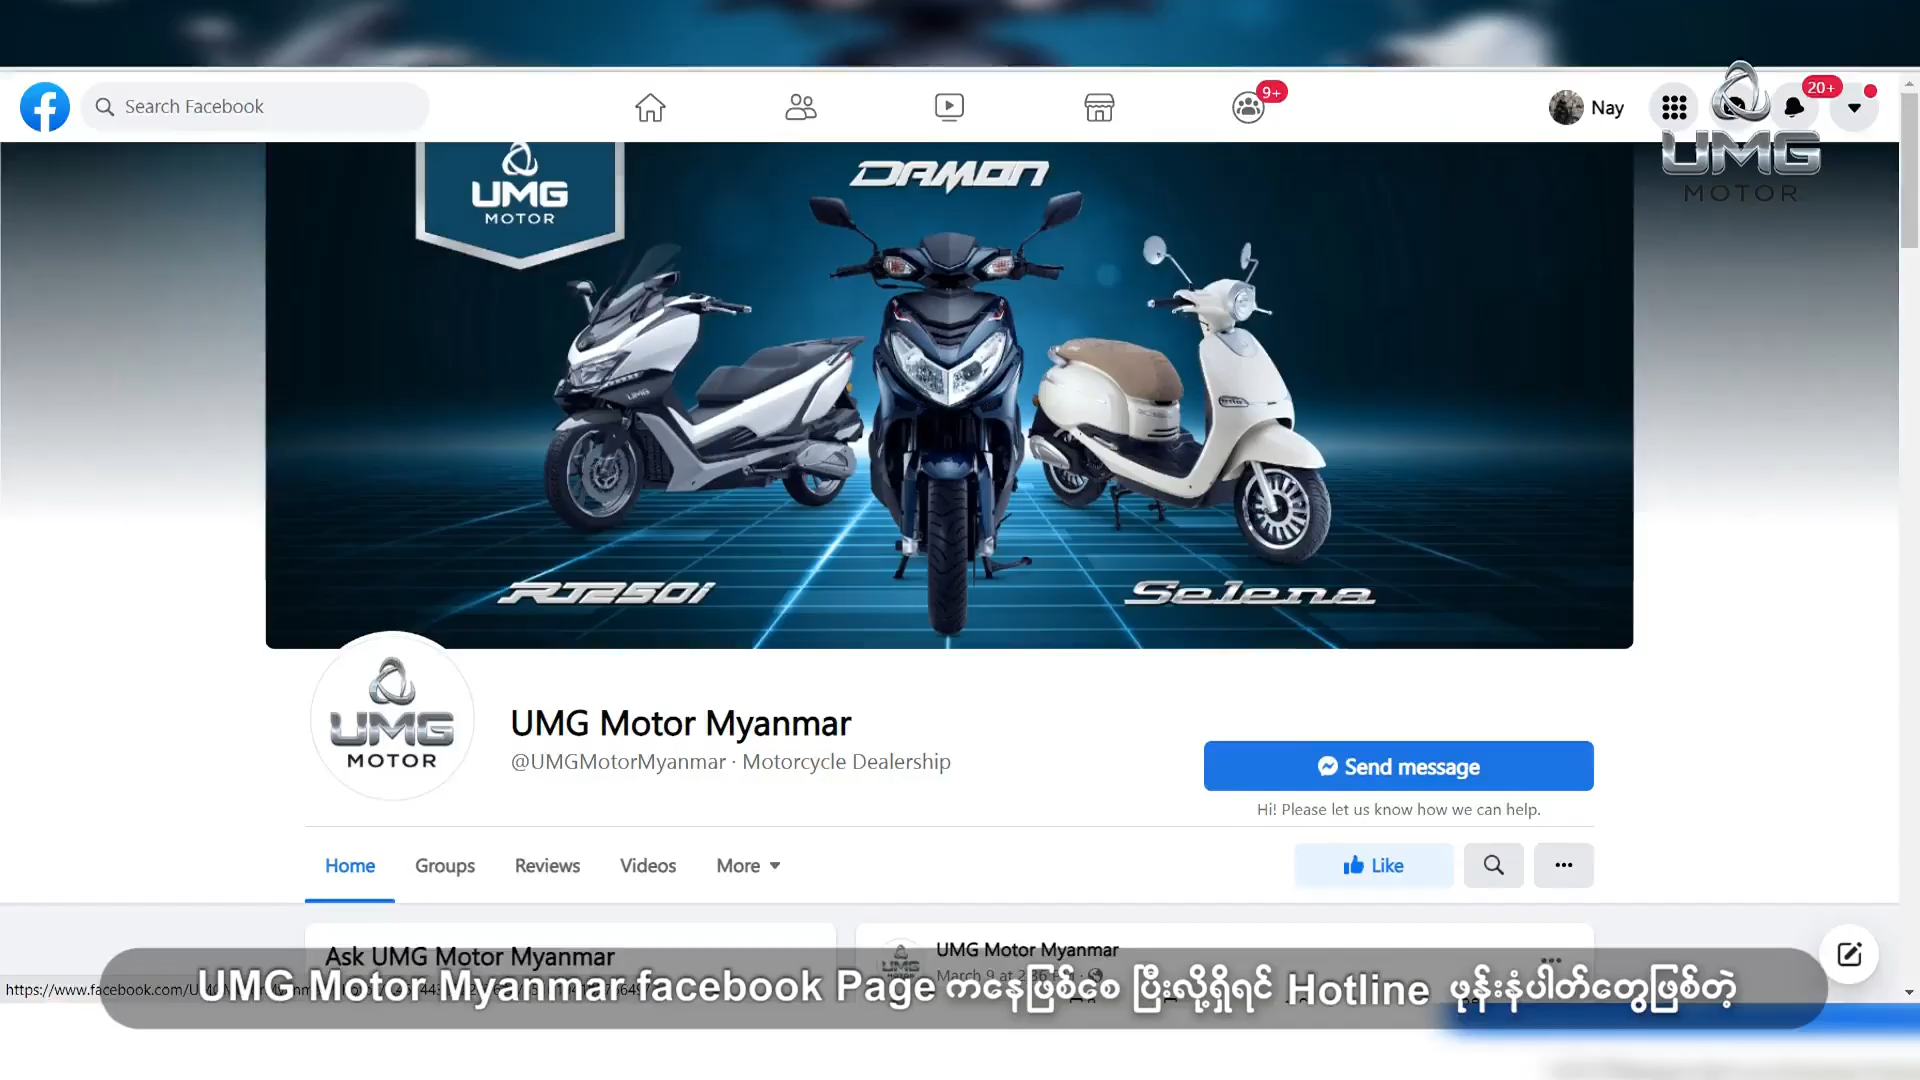 Search Facebook
9+
Nay
20+
UMG
MOTOR
UMG
MOTOR
DAMON
RT250i
Selena
UMG
MOTOR
UMG Motor Myanmar
@UMGMotorMyanmar · Motorcycle Dealership
Send message
Hi! Please let us know how we can help.
Home
Groups
Reviews
Videos
More
Like
Ask UMG Motor Myanmar
UMG Motor Myanmar
UMG Motor Myanmar facebook Page ကနေဖြစ်စေ ပြီးလို့ရှိရင် Hotline ဖုန်းနံပါတ်တွေဖြစ်တဲ့